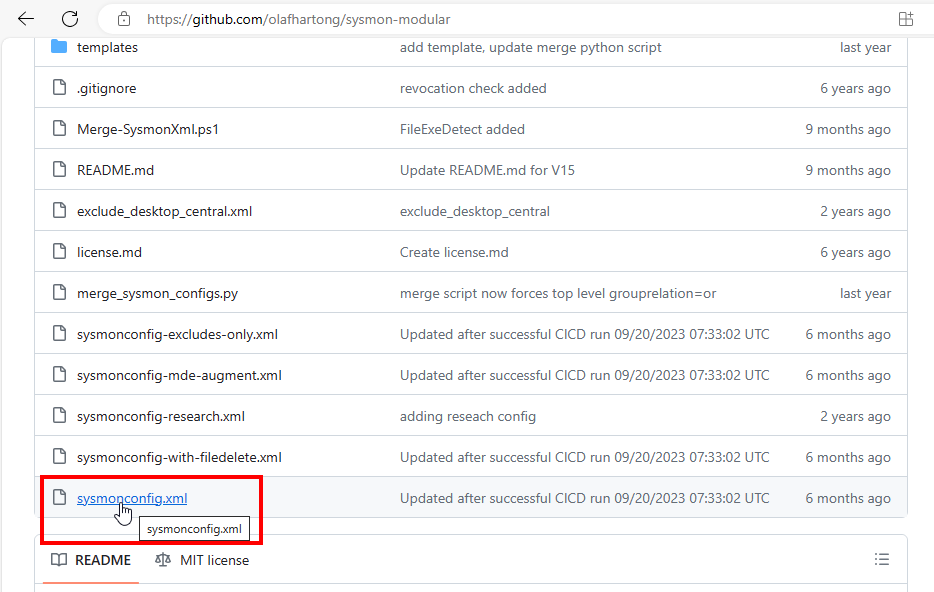 https://github.com/olafhartong/sysmon-modular
templates add template, update merge python script last year
.gitignore revocation check added 6 years ago
Merge-SysmonXml.ps1 FileExeDetect added 9 months ago
README.md Update README.md for V15 9 months ago
exclude_desktop_central.xml exclude_desktop_central 2 years ago
license.md Create license.md 6 years ago
merge_sysmon_configs.py merge script now forces top level grouprelation=or last year
sysmonconfig-excludes-only.xml Updated after successful CICD run 09/20/2023 07:33:02 UTC 6 months ago
sysmonconfig-mde-augment.xml Updated after successful CICD run 09/20/2023 07:33:02 UTC 6 months ago
sysmonconfig-research.xml adding reseach config 2 years ago
sysmonconfig-with-filedelete.xml Updated after successful CICD run 09/20/2023 07:33:02 UTC 6 months ago
sysmonconfig.xml Updated after successful CICD run 09/20/2023 07:33:02 UTC 6 months ago
sysmonconfig.xml
README MIT license